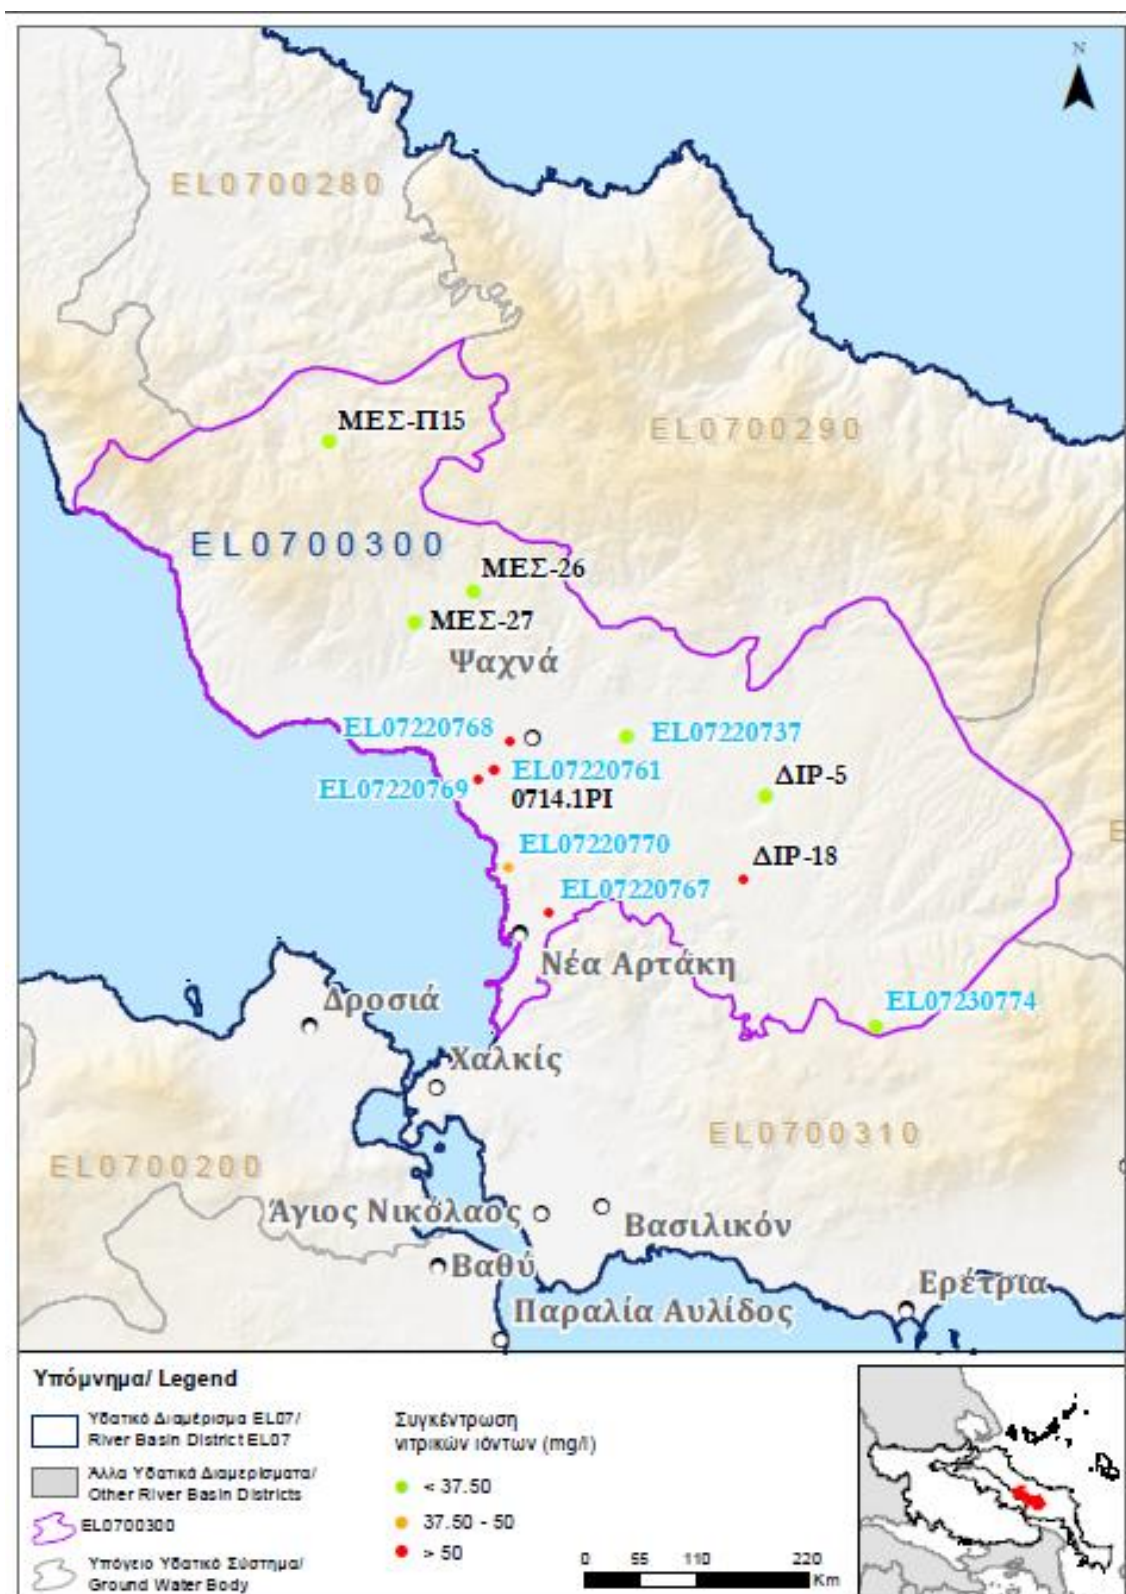 N
EL0700280
ΜΕΣ-Π15
EL0700290
EL0700300
ΜΕΣ-26
ΜΕΣ-27
Ψαχνά
EL07220768
EL07220737
EL07220761
EL07220769
0714.1PI
ΔΙΡ-5
EL07220770
ΔΙΡ-18
EL07220767
Νέα Αρτάκη
Δροσιά
EL07230774
Χαλκίς
EL0700310
EL0700200
Άγιος Νικόλαος
Βασιλικόν
Βαθύ
Ερέτρια
Παραλία Αυλίδος
Υπόμνημα/ Legend
Υδατικό Διαμέρισμα EL07/
River Basin District EL07
Άλλα Υδατικά Διαμερίσματα/
Other River Basin Districts
EL0700300
Υπόγειο Υδατικό Σύστημα/
Ground Water Body
Συγκέντρωση
νιτρικών ιόντων (mg/l)
< 37.50
37.50 - 50
> 50
0 55 110 220
Km